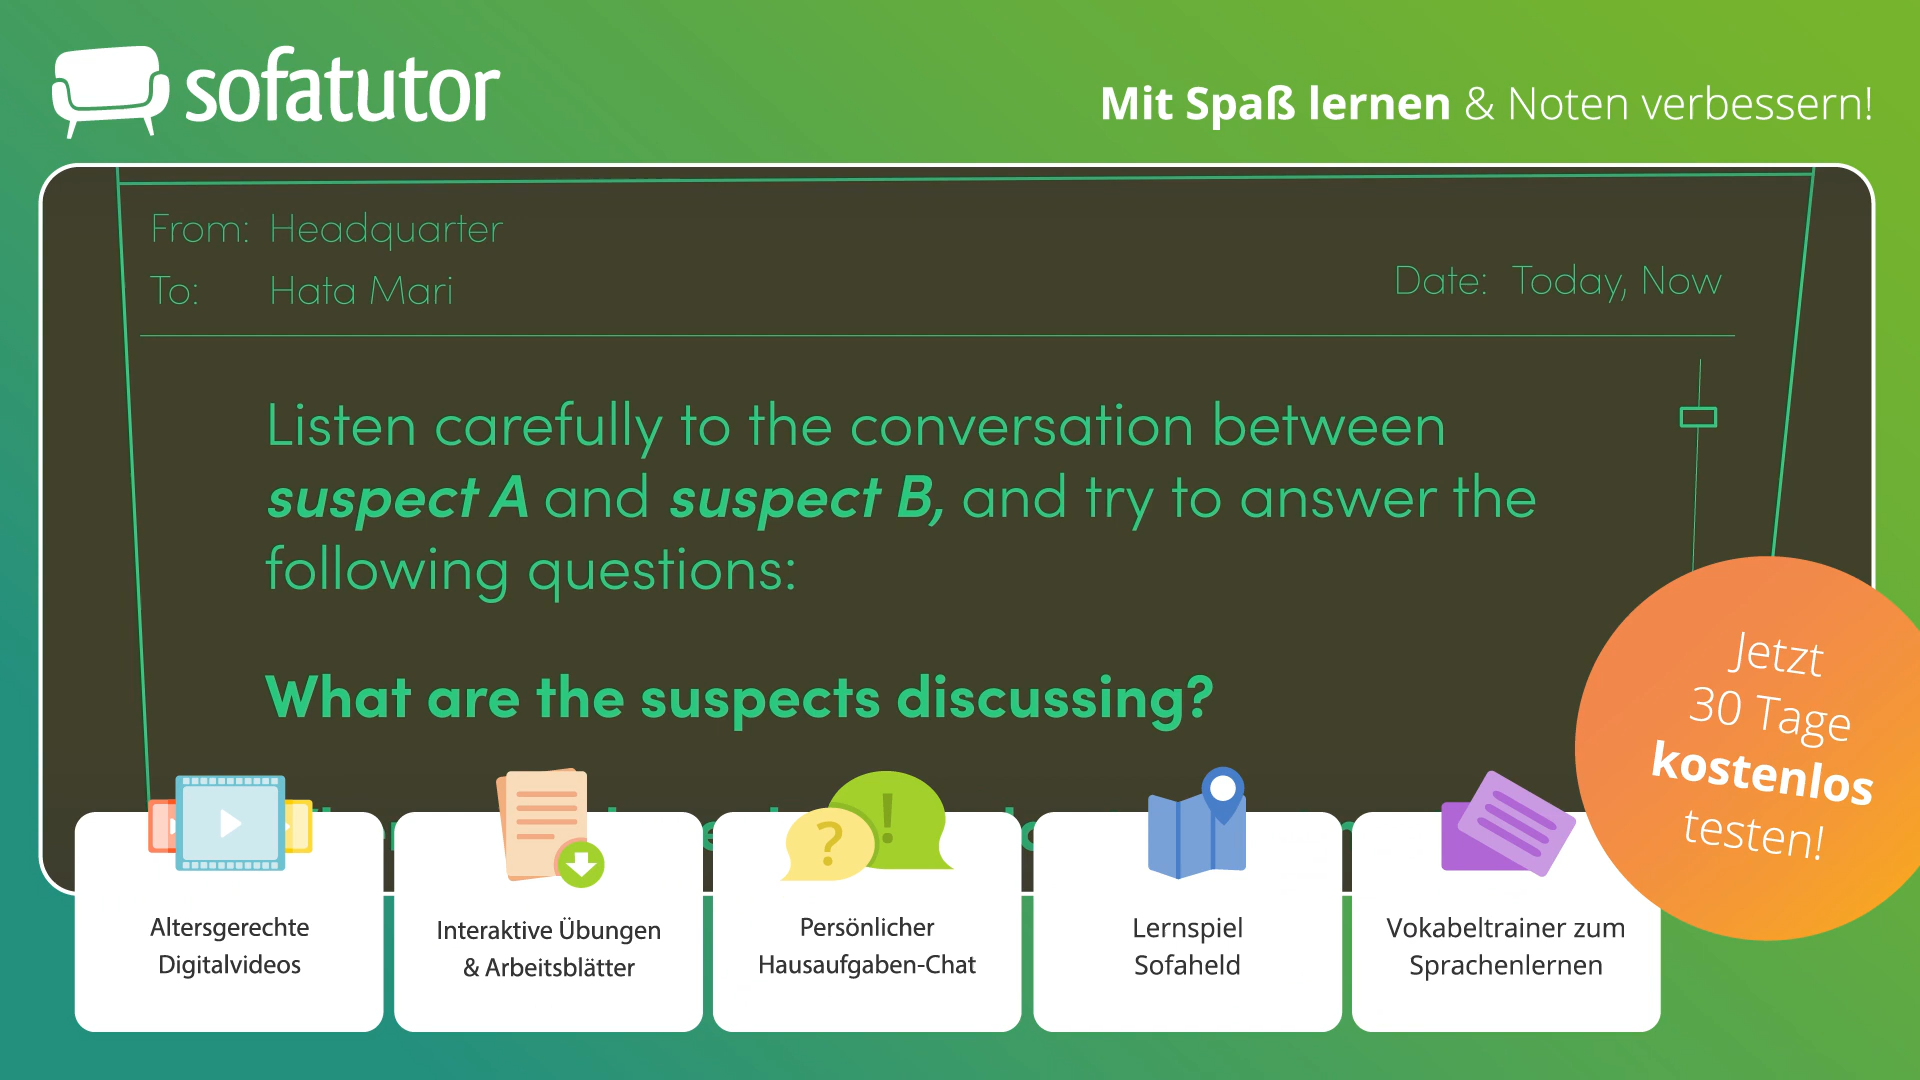 sofatutor
Mit Spaß lernen & Noten verbessern!
From: Headquarter
To: Hata Mari
Date: Today, Now
Listen carefully to the conversation between
suspect A and suspect B, and try to answer the
following questions:
What are the suspects discussing?
Jetzt
30 Tage
kostenlos
testen!
Altersgerechte
Digitalvideos
Interaktive Übungen
& Arbeitsblätter
?
!
Persönlicher
Hausaufgaben-Chat
Lernspiel
Sofaheld
Vokabeltrainer zum
Sprachenlernen